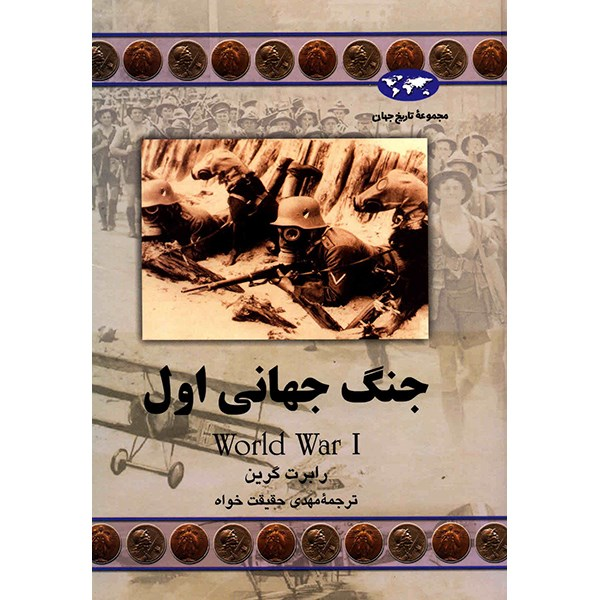 مجموعهٔ تاریخ جهان
جنگ جهانی اول
World War I
رابرت گرین
ترجمهٔ مهدی حقیقت خواه